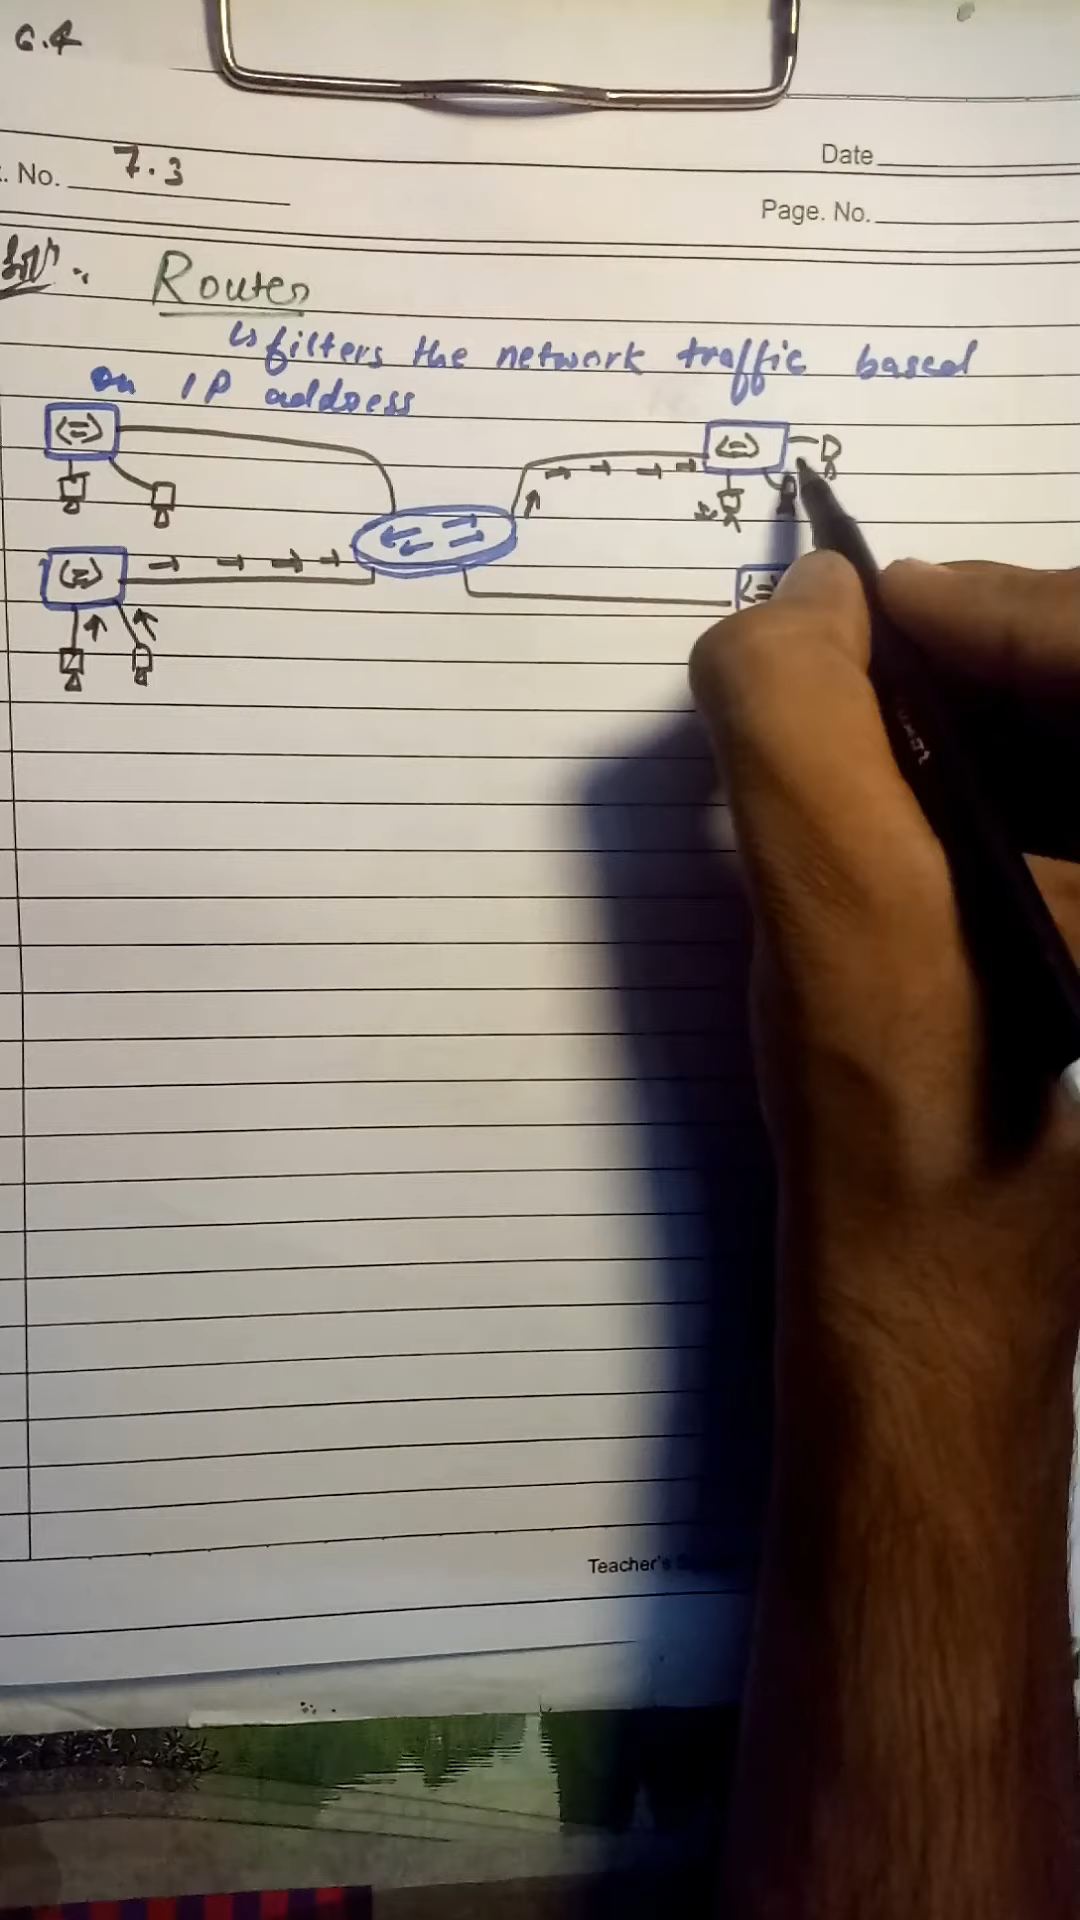 6.4
Date
. No. 7.3
Page. No.
Router
↳ filters the network traffic based
on IP address
Teacher's